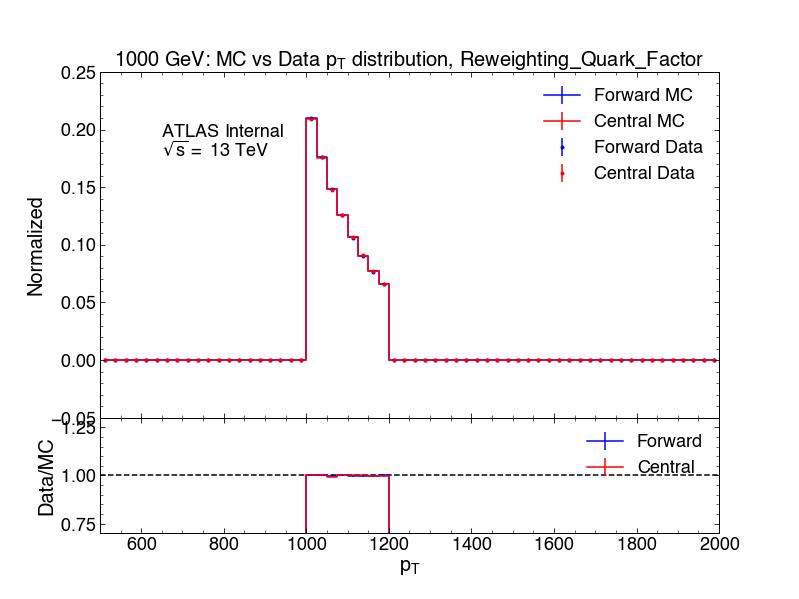 1000 GeV: MC vs Data pT distribution, Reweighting_Quark_Factor
0.25
0.20
0.15
0.10
0.05
0.00
−0.05
Normalized
ATLAS Internal
√s = 13 TeV
Forward MC
Central MC
Forward Data
Central Data
1.25
1.00
0.75
Data/MC
Forward
Central
600 800 1000 1200 1400 1600 1800 2000
pT